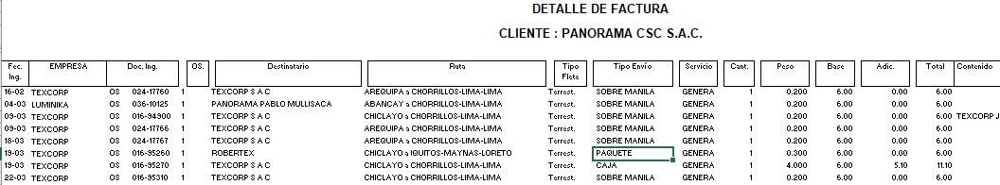 DETALLE DE FACTURA
CLIENTE : PANORAMA CSC S.A.C.
Fec. Ing. EMPRESA Doc. Ing. OS. Destinatario Ruta Tipo Flete Tipo Envío Servicio Cant. Peso Base Adic. Total Contenido
16-02 TEXCORP OS 024-17760 1 TEXCORP S A C AREQUIPA a CHORRILLOS-LIMA-LIMA Terrest. SOBRE MANILA GENERA 1 0.200 6.00 0.00 6.00
04-03 LUMINIKA OS 036-10125 1 PANORAMA PABLO MULLISACA ABANCAY a CHORRILLOS-LIMA-LIMA Terrest. SOBRE MANILA GENERA 1 0.200 6.00 0.00 6.00
09-03 TEXCORP OS 016-94900 1 TEXCORP S A C CHICLAYO a CHORRILLOS-LIMA-LIMA Terrest. SOBRE MANILA GENERA 1 0.200 6.00 0.00 6.00 TEXCORP J
09-03 TEXCORP OS 024-17766 1 TEXCORP S A C AREQUIPA a CHORRILLOS-LIMA-LIMA Terrest. SOBRE MANILA GENERA 1 0.200 6.00 0.00 6.00
18-03 TEXCORP OS 024-17767 1 TEXCORP S A C AREQUIPA a CHORRILLOS-LIMA-LIMA Terrest. SOBRE MANILA GENERA 1 0.200 6.00 0.00 6.00
19-03 TEXCORP OS 016-95260 1 ROBERTEX CHICLAYO a IQUITOS-MAYNAS-LORETO Terrest. PAQUETE GENERA 1 0.300 6.00 0.00 6.00
19-03 TEXCORP OS 016-95270 1 TEXCORP S A C CHICLAYO a CHORRILLOS-LIMA-LIMA Terrest. CAJA GENERA 1 4.000 6.00 5.10 11.10
22-03 TEXCORP OS 016-95310 1 TEXCORP S A C CHICLAYO a CHORRILLOS-LIMA-LIMA Terrest. SOBRE MANILA GENERA 1 0.200 6.00 0.00 6.00